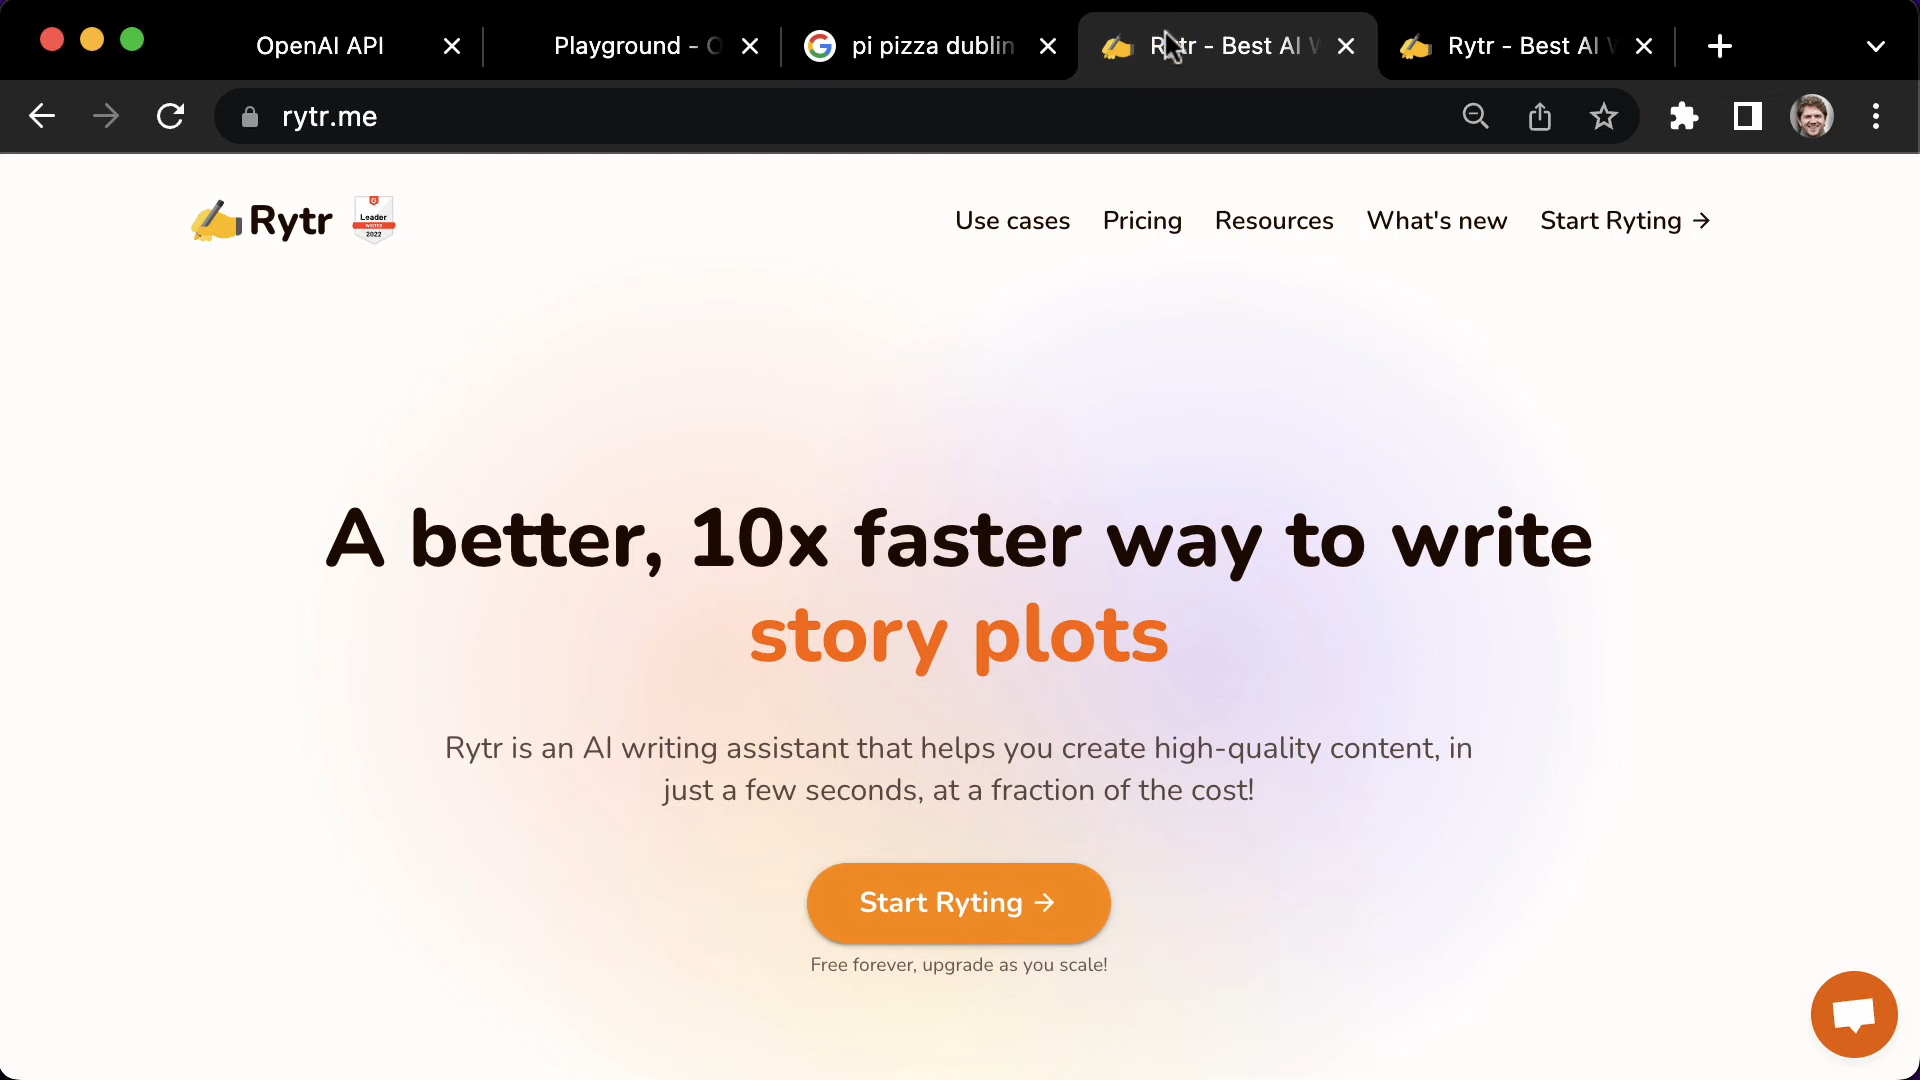 OpenAI API
Playground - O
pi pizza dublin
Rytr - Best AI W
Rytr - Best AI W
rytr.me
Rytr
Leader
WRITER
2022
Use cases
Pricing
Resources
What's new
Start Ryting →
A better, 10x faster way to write
story plots
Rytr is an AI writing assistant that helps you create high-quality content, in
just a few seconds, at a fraction of the cost!
Start Ryting →
Free forever, upgrade as you scale!